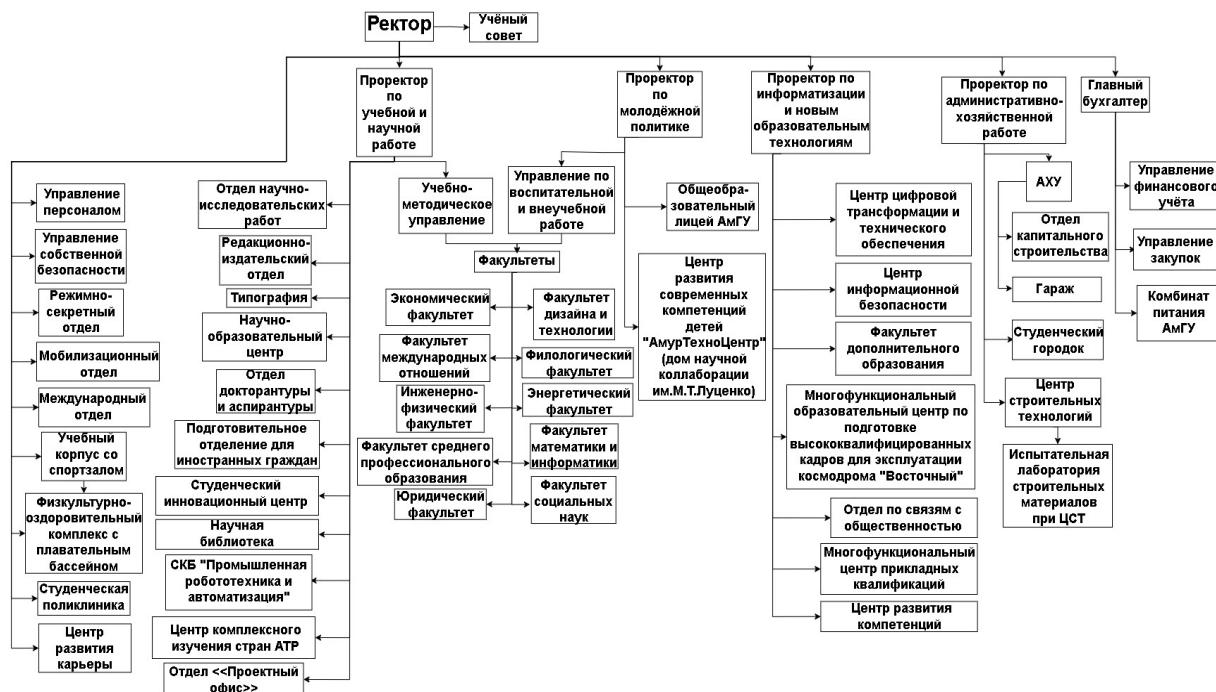 Ректор
Учёный
совет
Проректор
по
учебной и
научной
работе
Проректор
по
молодёжной
политике
Проректор по
информатизации
и новым
образовательным
технологиям
Проректор по
административно-
хозяйственной
работе
Главный
бухгалтер
Управление
персоналом
Управление
собственной
безопасности
Режимно-
секретный
отдел
Мобилизационный
отдел
Международный
отдел
Учебный
корпус со
спортзалом
Физкультурно-
оздоровительный
комплекс с
плавательным
бассейном
Студенческая
поликлиника
Центр
развития
карьеры
Отдел научно-
исследовательских
работ
Редакционно-
издательский
отдел
Типография
Научно-
образовательный
центр
Отдел
докторантуры
и аспирантуры
Подготовительное
отделение для
иностранных граждан
Студенческий
инновационный центр
Научная
библиотека
СКБ "Промышленная
робототехника и
автоматизация"
Центр комплексного
изучения стран АТР
Отдел <<Проектный
офис>>
Учебно-
методическое
управление
Управление по
воспитательной
и внеучебной
работе
Факультеты
Экономический
факультет
Факультет
дизайна и
технологии
Факультет
международных
отношений
Филологический
факультет
Инженерно-
физический
факультет
Энергетический
факультет
Факультет среднего
профессионального
образования
Факультет
математики и
информатики
Юридический
факультет
Факультет
социальных
наук
Общеобра-
зовательный
лицей АмГУ
Центр
развития
современных
компетенций
детей
"АмурТехноЦентр"
(дом научной
коллаборации
им.М.Т.Луценко)
Центр цифровой
трансформации и
технического
обеспечения
Центр
информационной
безопасности
Факультет
дополнительного
образования
Многофункциональный
образовательный центр по
подготовке
высококвалифицированных
кадров для эксплуатации
космодрома "Восточный"
Отдел по связям с
общественностью
Многофункциональный
центр прикладных
квалификаций
Центр развития
компетенций
АХУ
Отдел
капитального
строительства
Гараж
Студенческий
городок
Центр
строительных
технологий
Испытательная
лаборатория
строительных
материалов
при ЦСТ
Управление
финансового
учёта
Управление
закупок
Комбинат
питания
АмГУ